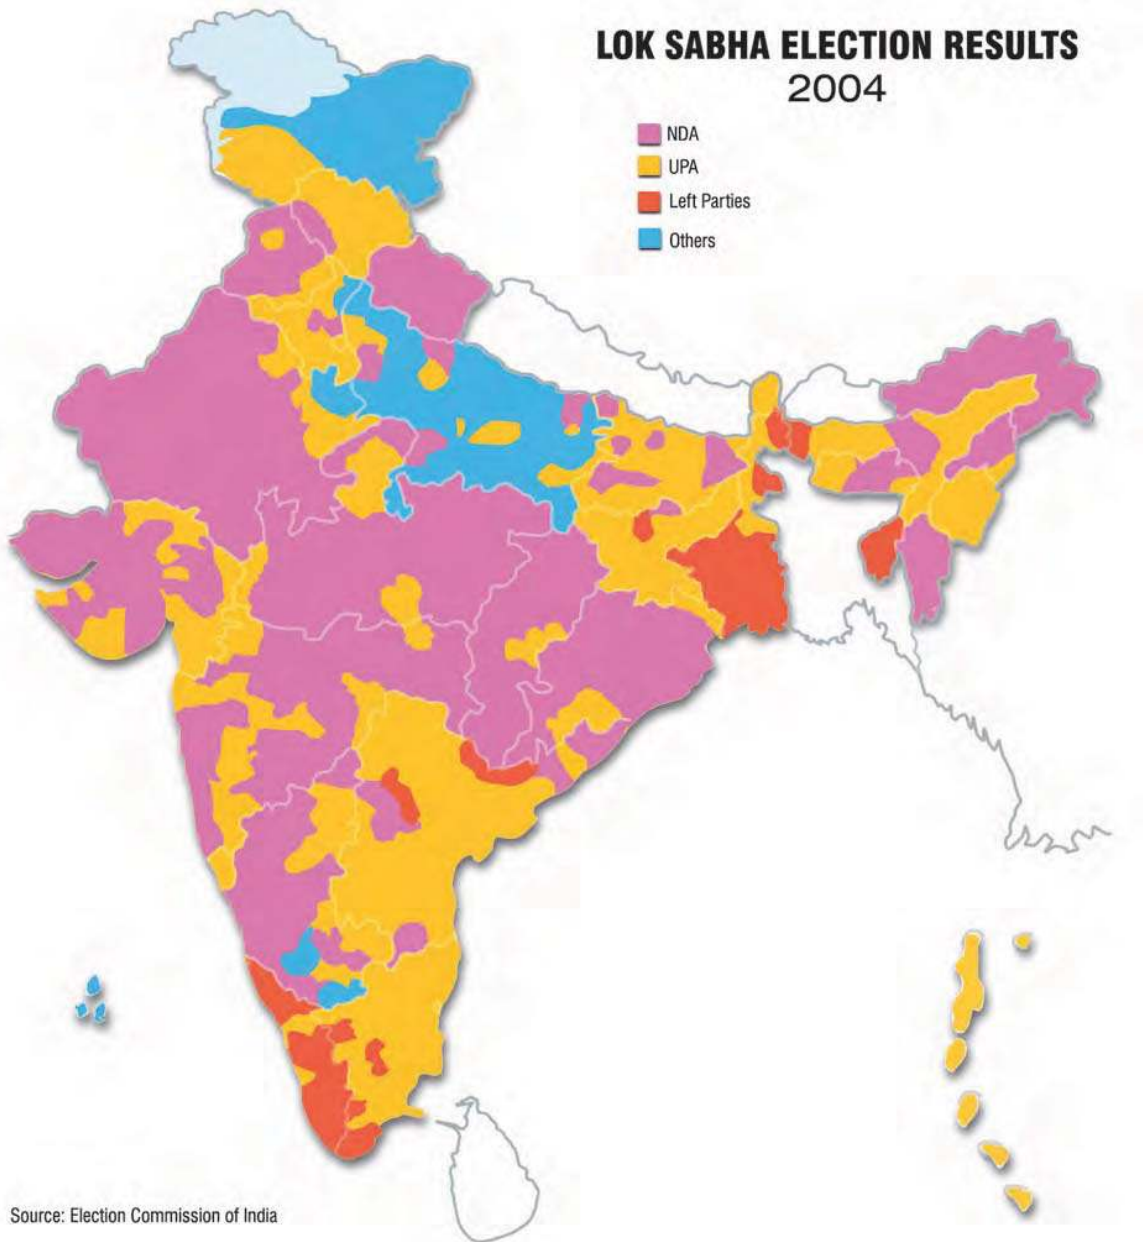 LOK SABHA ELECTION RESULTS
2004
NDA
UPA
Left Parties
Others
Source: Election Commission of India